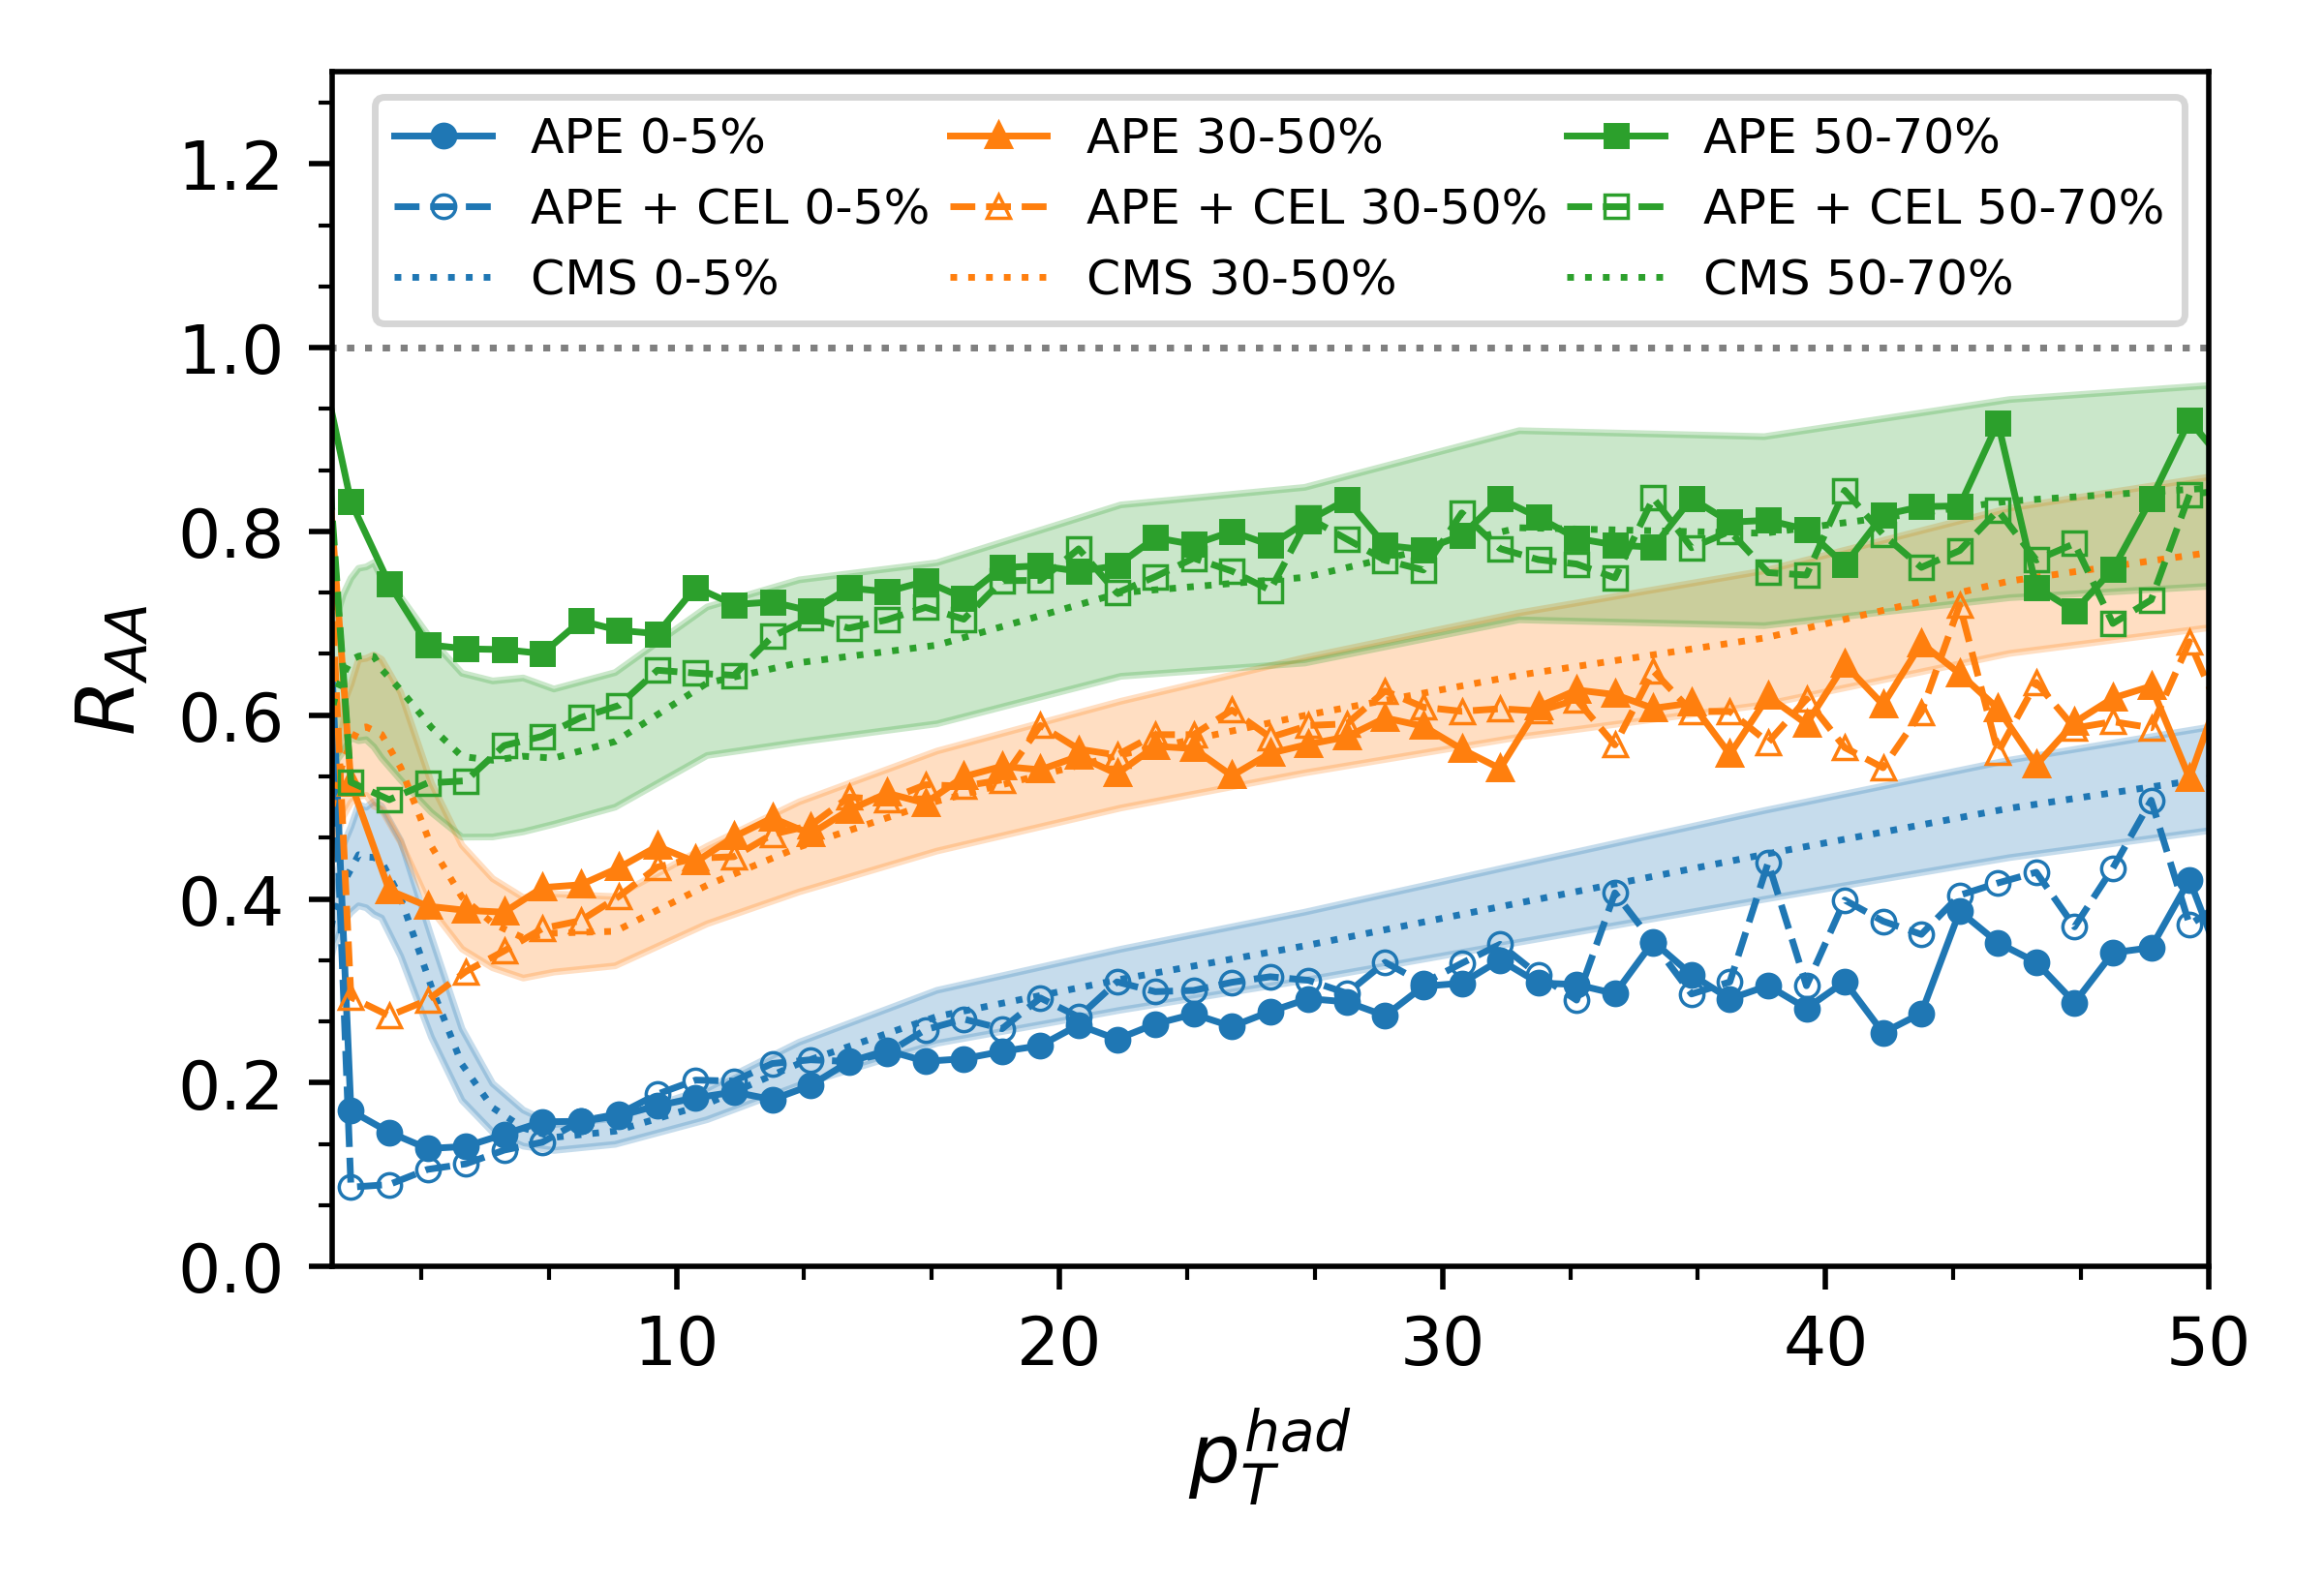 APE 0-5%
APE + CEL 0-5%
CMS 0-5%
APE 30-50%
APE + CEL 30-50%
CMS 30-50%
APE 50-70%
APE + CEL 50-70%
CMS 50-70%
1.2
1.0
0.8
0.6
0.4
0.2
0.0
R_{AA}
10 20 30 40 50
p_T^{had}